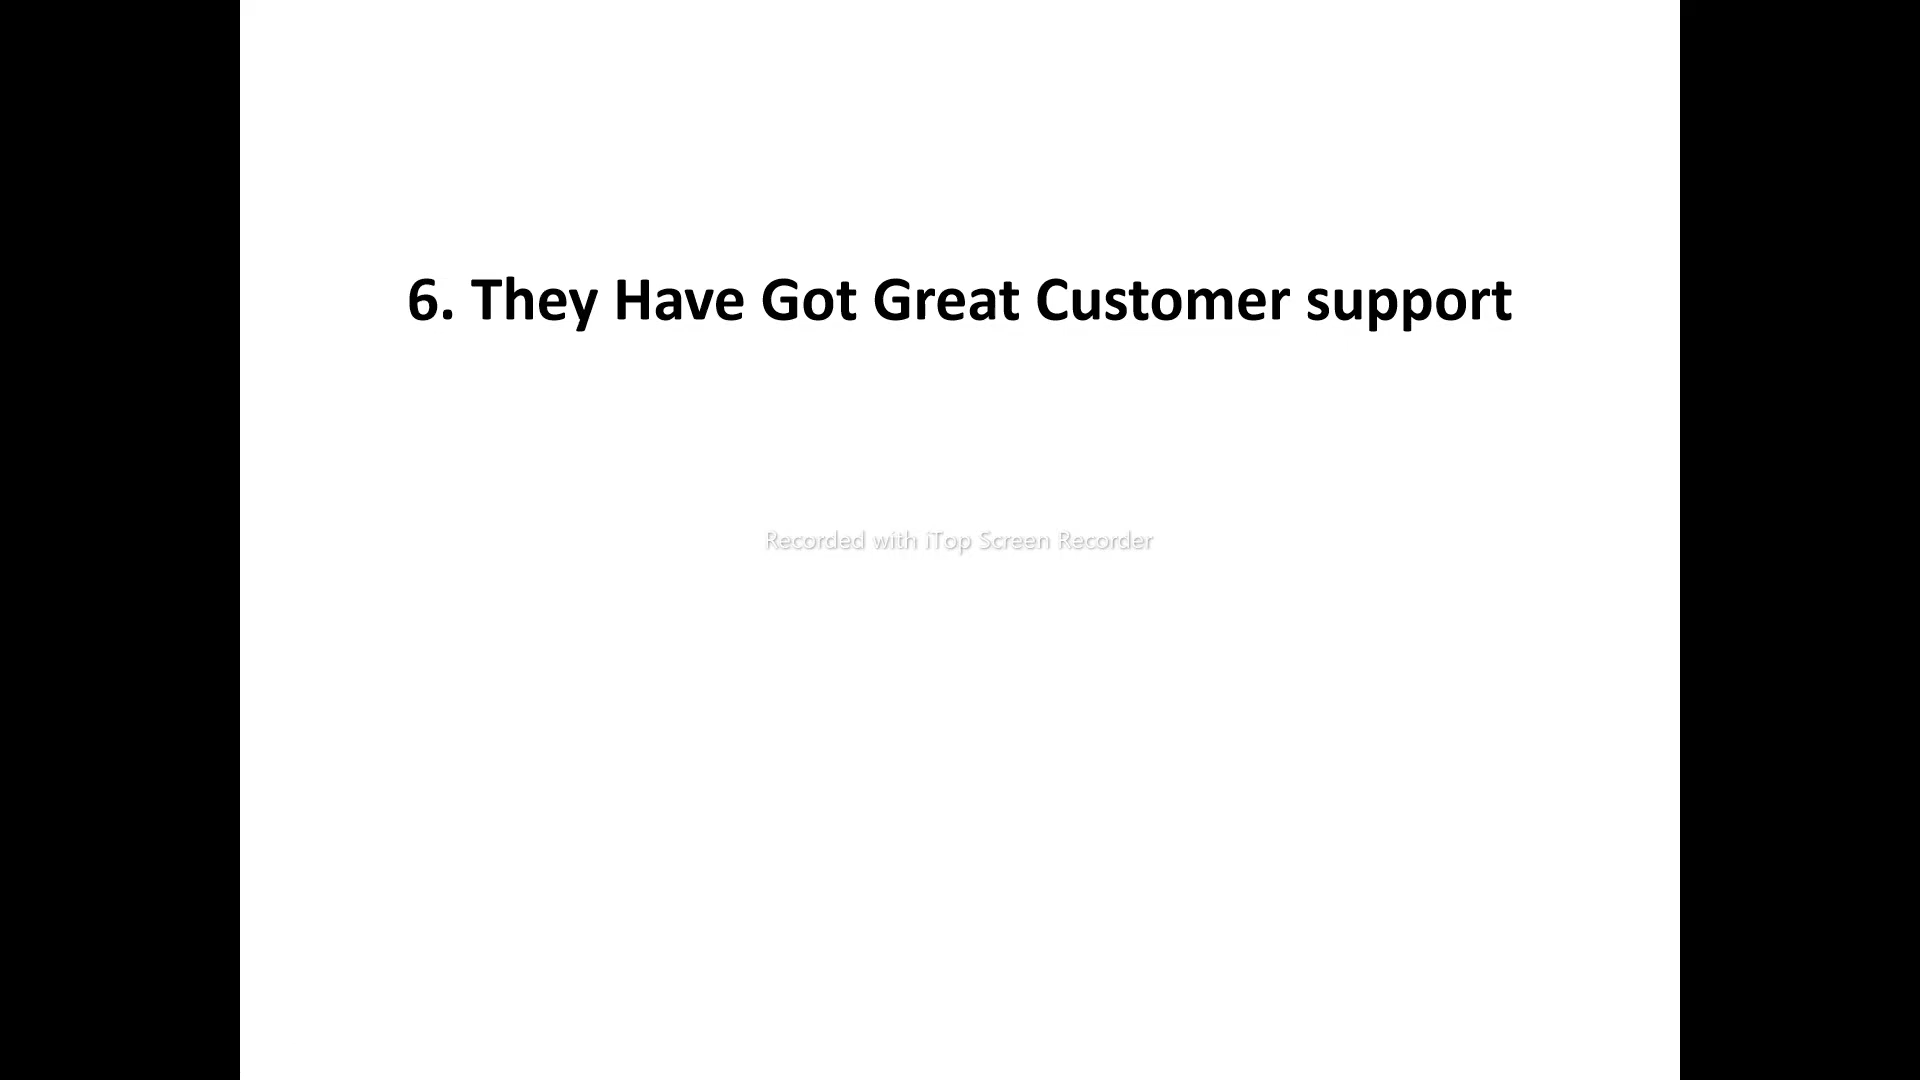 6. They Have Got Great Customer support
Recorded with iTop Screen Recorder